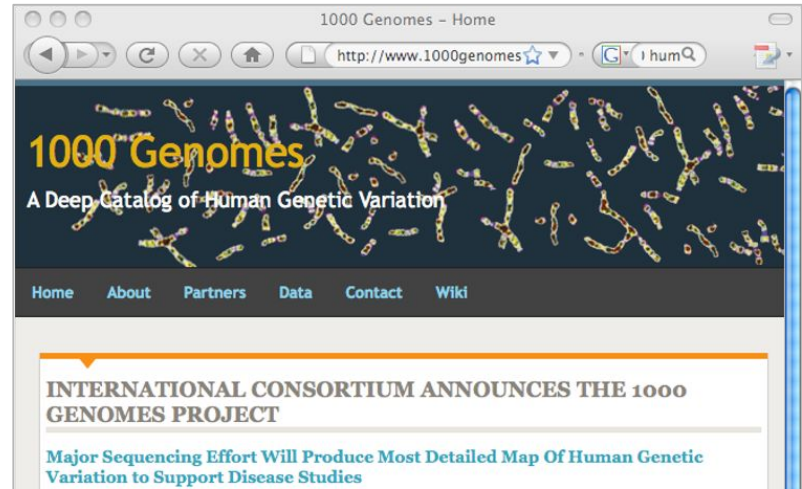 1000 Genomes – Home
http://www.1000genomes
G
hum
1000 Genomes
A Deep Catalog of Human Genetic Variation
Home About Partners Data Contact Wiki
INTERNATIONAL CONSORTIUM ANNOUNCES THE 1000
GENOMES PROJECT
Major Sequencing Effort Will Produce Most Detailed Map Of Human Genetic
Variation to Support Disease Studies